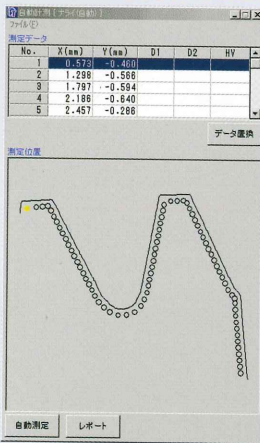 自動計測 [ ナライ(自動) ]
ファイル(F)
測定データ
No. X(mm) Y(mm) D1 D2 HV
1 0.573 -0.460
2 1.298 -0.566
3 1.797 -0.594
4 2.186 -0.640
5 2.457 -0.286
データ置換
測定位置
自動測定 レポート